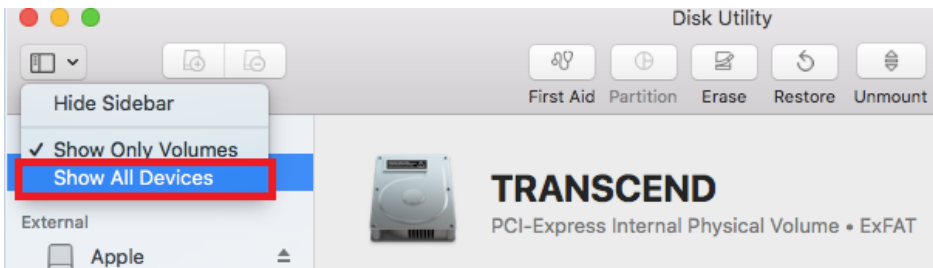 Disk Utility
First Aid Partition Erase Restore Unmount
Hide Sidebar
✓ Show Only Volumes
Show All Devices
External
Apple
TRANSCEND
PCI-Express Internal Physical Volume • ExFAT